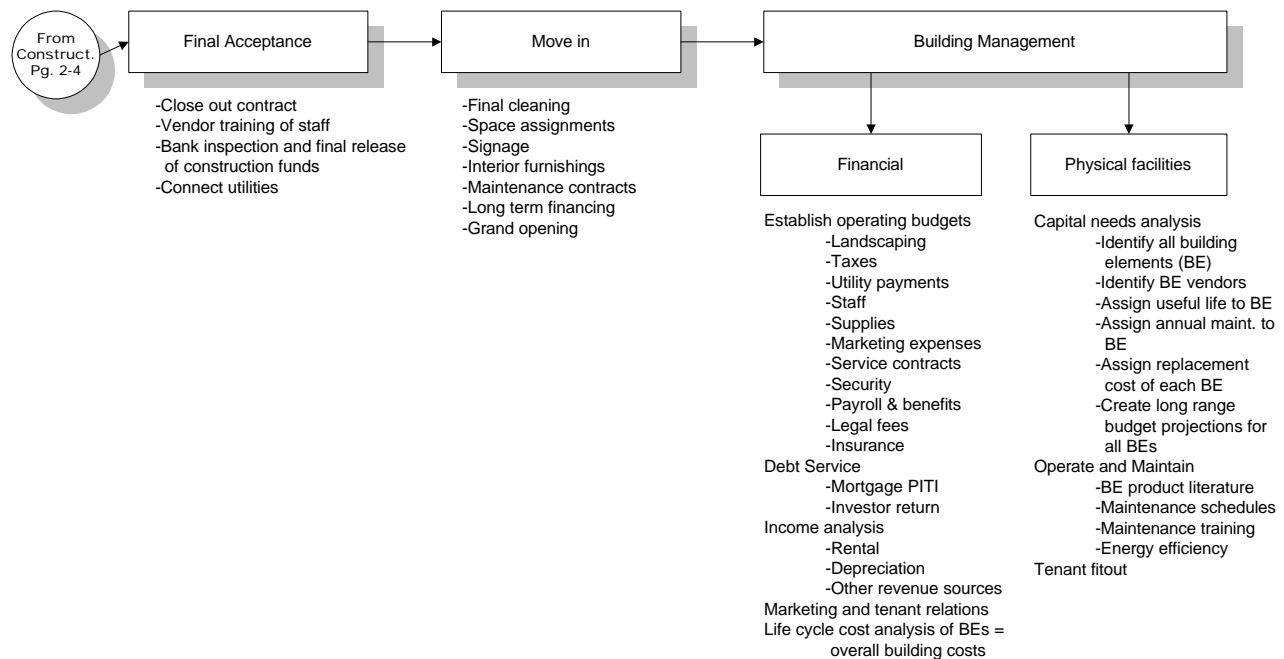 From
Construct.
Pg. 2-4
Final Acceptance
-Close out contract
-Vendor training of staff
-Bank inspection and final release
of construction funds
-Connect utilities
Move in
-Final cleaning
-Space assignments
-Signage
-Interior furnishings
-Maintenance contracts
-Long term financing
-Grand opening
Building Management
Financial
Establish operating budgets
-Landscaping
-Taxes
-Utility payments
-Staff
-Supplies
-Marketing expenses
-Service contracts
-Security
-Payroll & benefits
-Legal fees
-Insurance
Debt Service
-Mortgage PITI
-Investor return
Income analysis
-Rental
-Depreciation
-Other revenue sources
Marketing and tenant relations
Life cycle cost analysis of BEs =
overall building costs
Physical facilities
Capital needs analysis
-Identify all building
elements (BE)
-Identify BE vendors
-Assign useful life to BE
-Assign annual maint. to
BE
-Assign replacement
cost of each BE
-Create long range
budget projections for
all BEs
Operate and Maintain
-BE product literature
-Maintenance schedules
-Maintenance training
-Energy efficiency
Tenant fitout